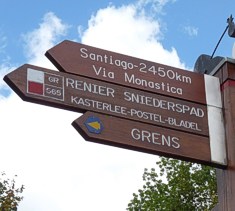 Santiago-2450km
Via Monastica
GR
565
RENIER SNIEDERSPAD
KASTERLEE-POSTEL-BLADEL
GRENS